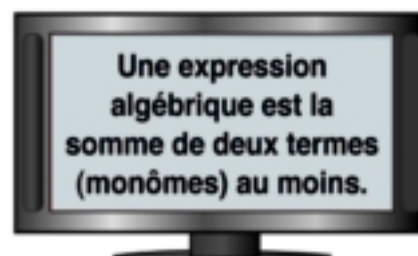 Une expression
algébrique est la
somme de deux termes
(monômes) au moins.